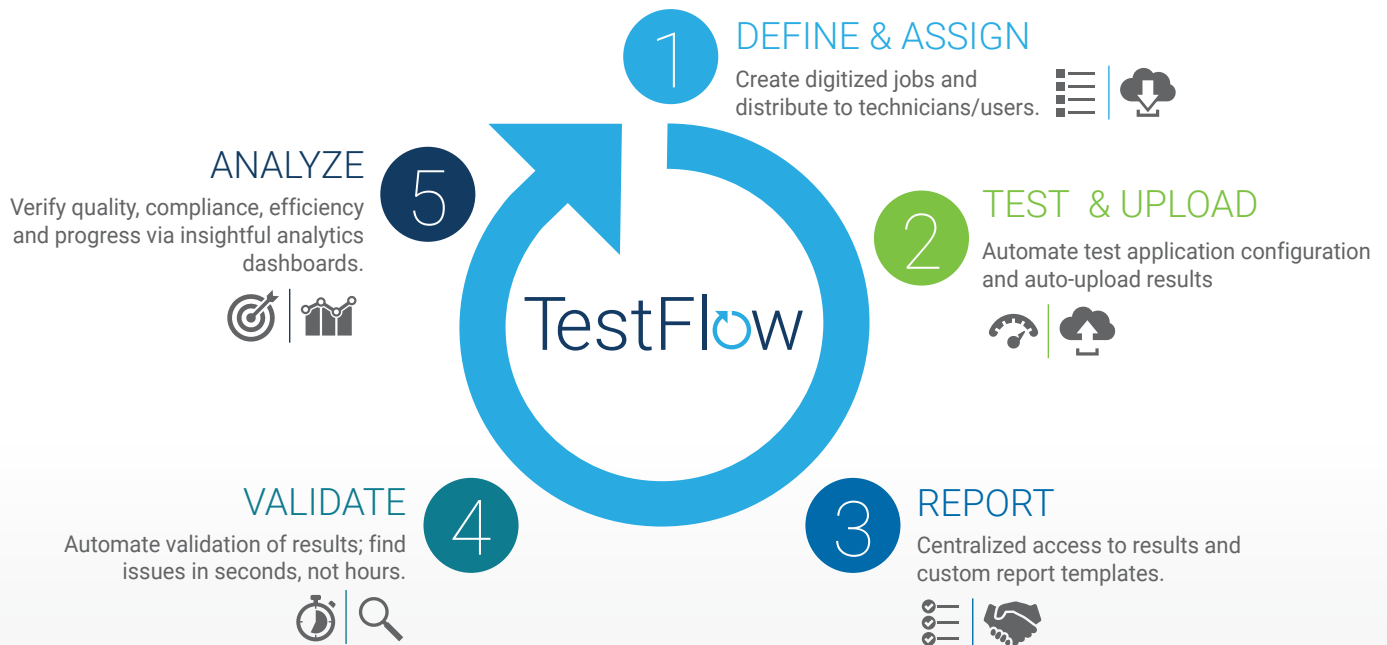 1
DEFINE & ASSIGN
Create digitized jobs and
distribute to technicians/users.
2
TEST & UPLOAD
Automate test application configuration
and auto-upload results
3
REPORT
Centralized access to results and
custom report templates.
4
VALIDATE
Automate validation of results; find
issues in seconds, not hours.
5
ANALYZE
Verify quality, compliance, efficiency
and progress via insightful analytics
dashboards.
TestFlow